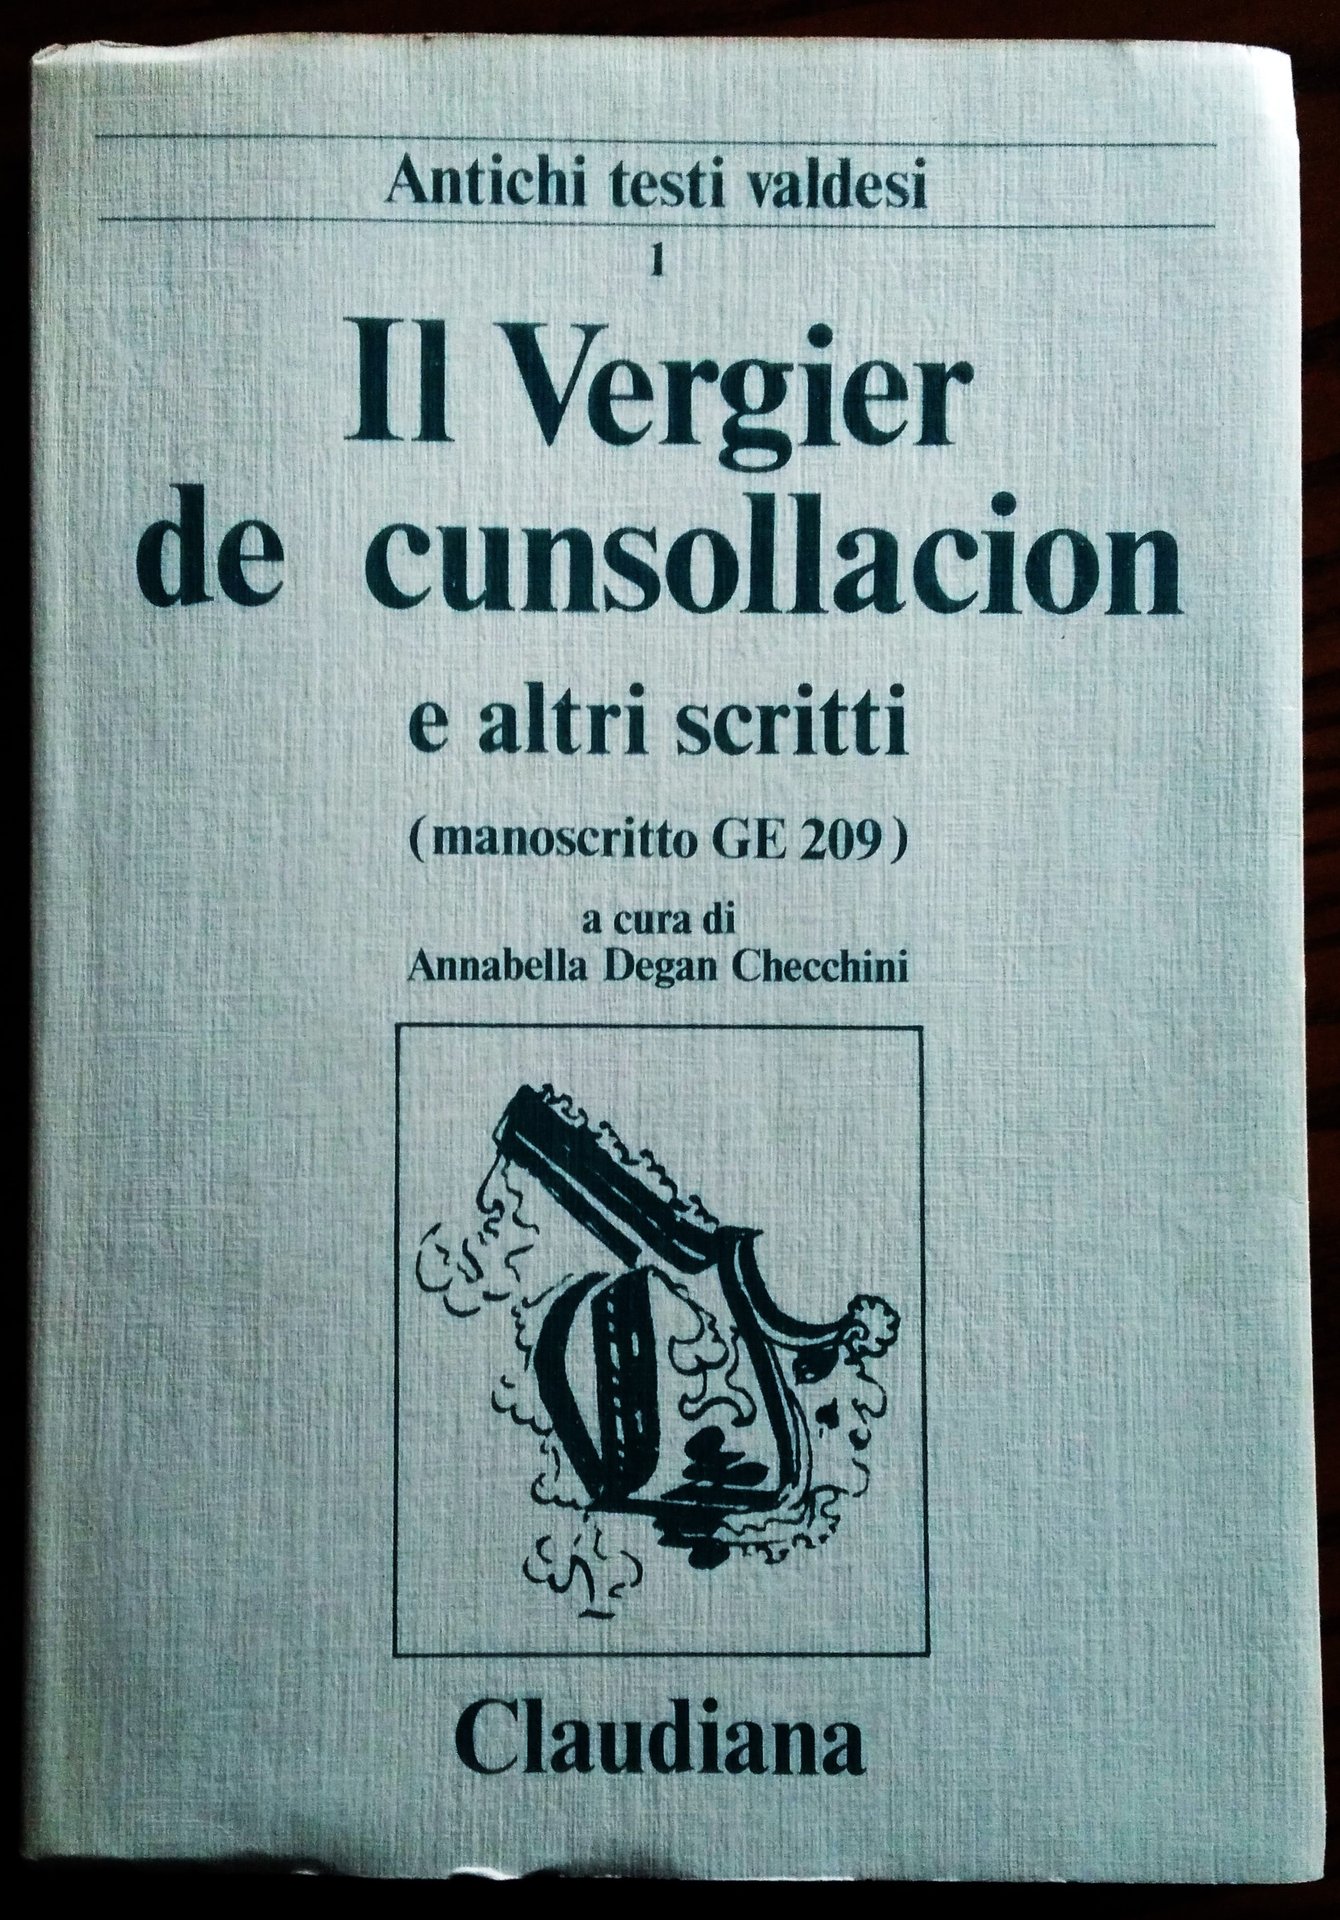 Antichi testi valdesi
1
Il Vergier
de cunsollacion
e altri scritti
(manoscritto GE 209)
a cura di
Annabella Degan Checchini
Claudiana